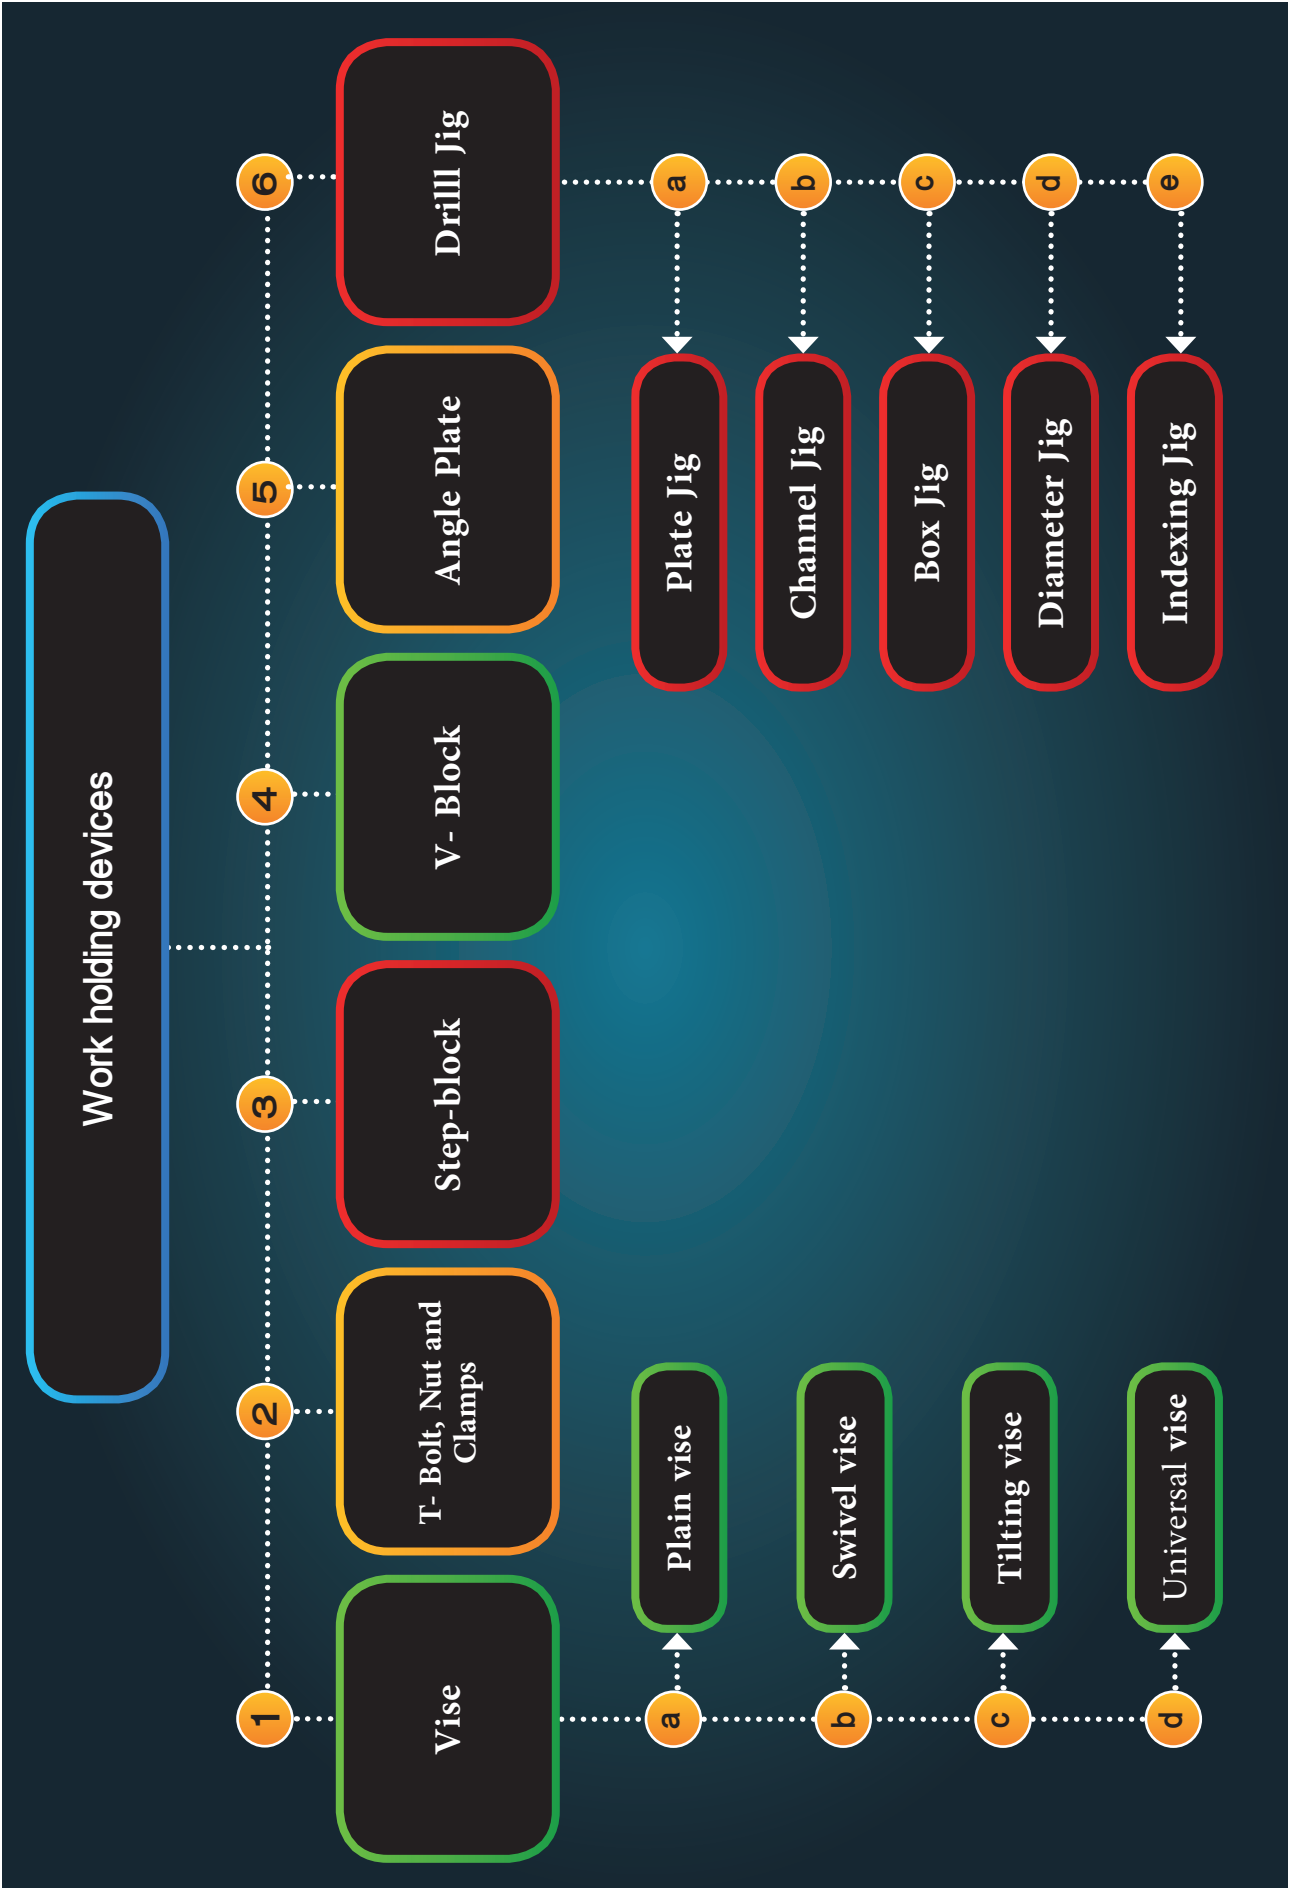 Work holding devices
1
2
3
4
5
6
Vise
T- Bolt, Nut and
Clamps
Step-block
V- Block
Angle Plate
Drill Jig
a
Plain vise
b
Swivel vise
c
Tilting vise
d
Universal vise
a
Plate Jig
b
Channel Jig
c
Box Jig
d
Diameter Jig
e
Indexing Jig